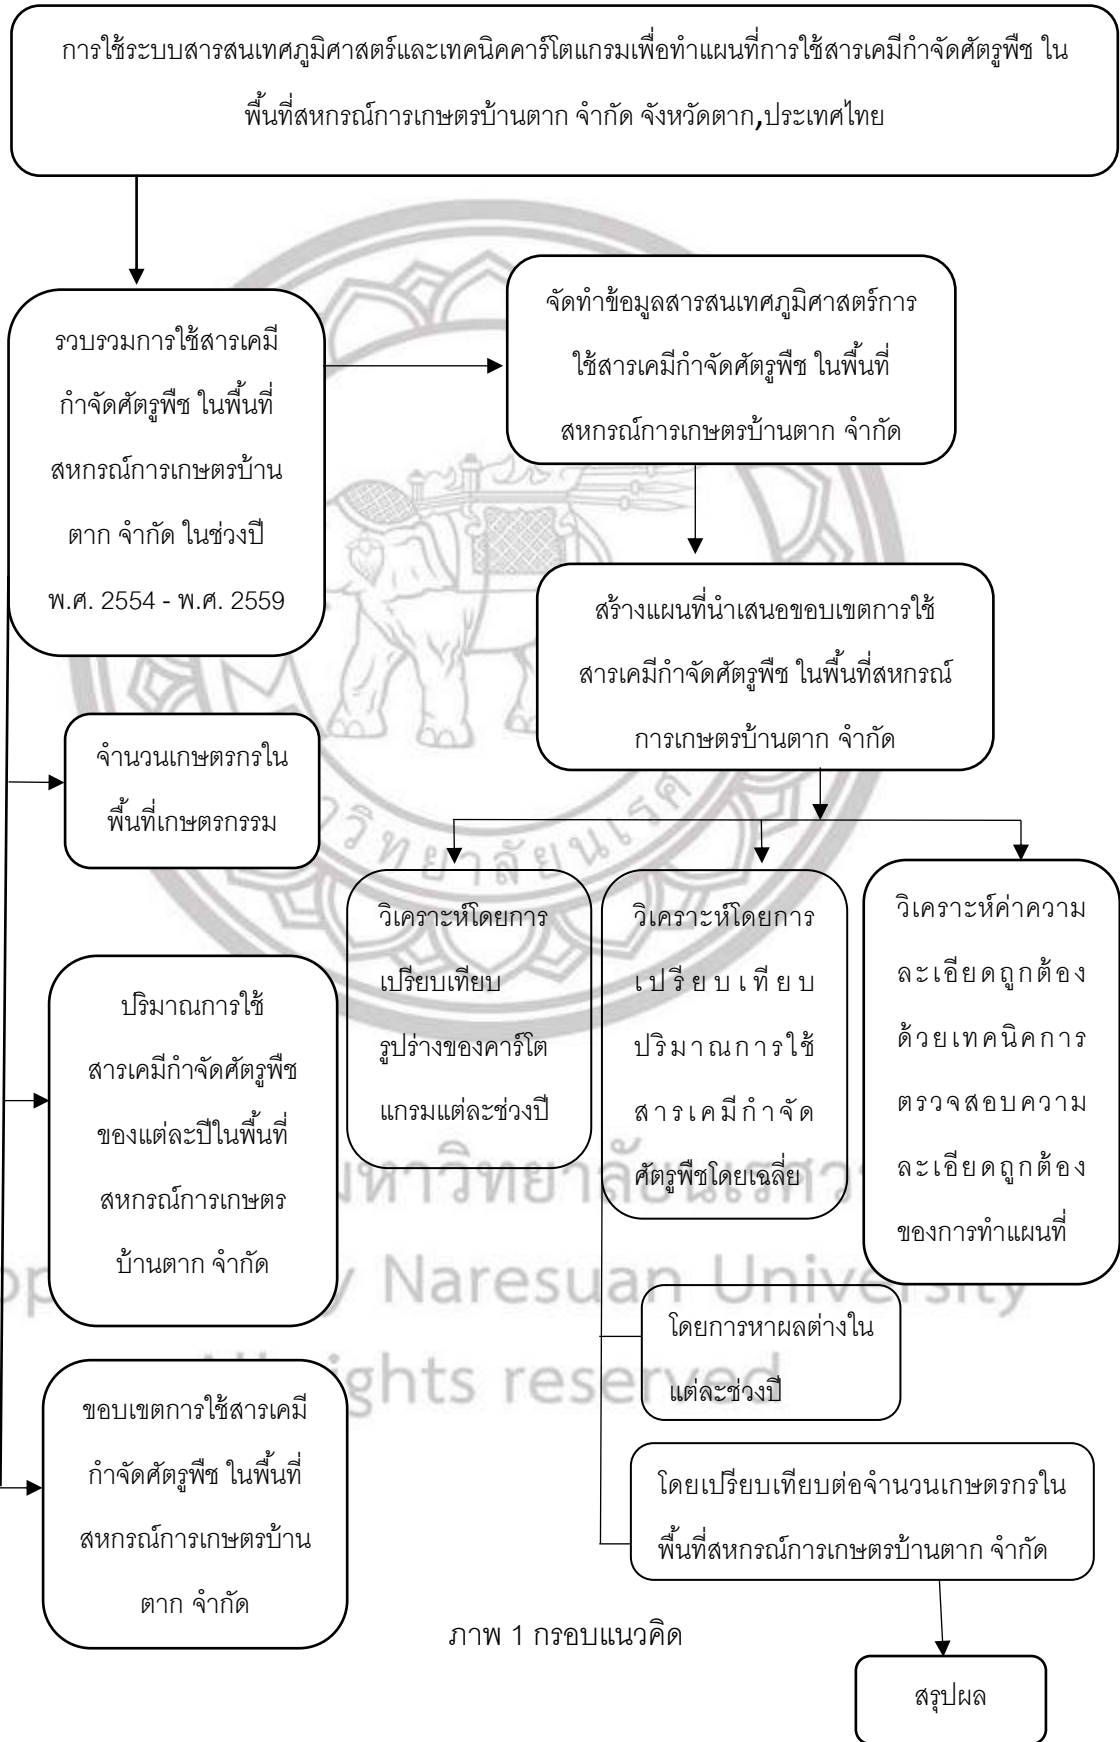 การใช้ระบบสารสนเทศภูมิศาสตร์และเทคนิคคาร์โตแกรมเพื่อทำแผนที่การใช้สารเคมีกำจัดศัตรูพืช ใน
พื้นที่สหกรณ์การเกษตรบ้านตาก จำกัด จังหวัดตาก,ประเทศไทย
รวบรวมการใช้สารเคมี
กำจัดศัตรูพืช ในพื้นที่
สหกรณ์การเกษตรบ้าน
ตาก จำกัด ในช่วงปี
พ.ศ. 2554 - พ.ศ. 2559
จัดทำข้อมูลสารสนเทศภูมิศาสตร์การ
ใช้สารเคมีกำจัดศัตรูพืช ในพื้นที่
สหกรณ์การเกษตรบ้านตาก จำกัด
สร้างแผนที่นำเสนอขอบเขตการใช้
สารเคมีกำจัดศัตรูพืช ในพื้นที่สหกรณ์
การเกษตรบ้านตาก จำกัด
จำนวนเกษตรกรใน
พื้นที่เกษตรกรรม
ปริมาณการใช้
สารเคมีกำจัดศัตรูพืช
ของแต่ละปีในพื้นที่
สหกรณ์การเกษตร
บ้านตาก จำกัด
ขอบเขตการใช้สารเคมี
กำจัดศัตรูพืช ในพื้นที่
สหกรณ์การเกษตรบ้าน
ตาก จำกัด
วิเคราะห์โดยการ
เปรียบเทียบ
รูปร่างของคาร์โต
แกรมแต่ละช่วงปี
วิเคราะห์โดยการ
เปรียบเทียบ
ปริมาณการใช้
สารเคมีกำจัด
ศัตรูพืชโดยเฉลี่ย
วิเคราะห์ค่าความ
ละเอียดถูกต้อง
ด้วยเทคนิคการ
ตรวจสอบความ
ละเอียดถูกต้อง
ของการทำแผนที่
โดยการหาผลต่างใน
แต่ละช่วงปี
โดยเปรียบเทียบต่อจำนวนเกษตรกรใน
พื้นที่สหกรณ์การเกษตรบ้านตาก จำกัด
สรุปผล
ภาพ 1 กรอบแนวคิด
Naresuan University
reserved